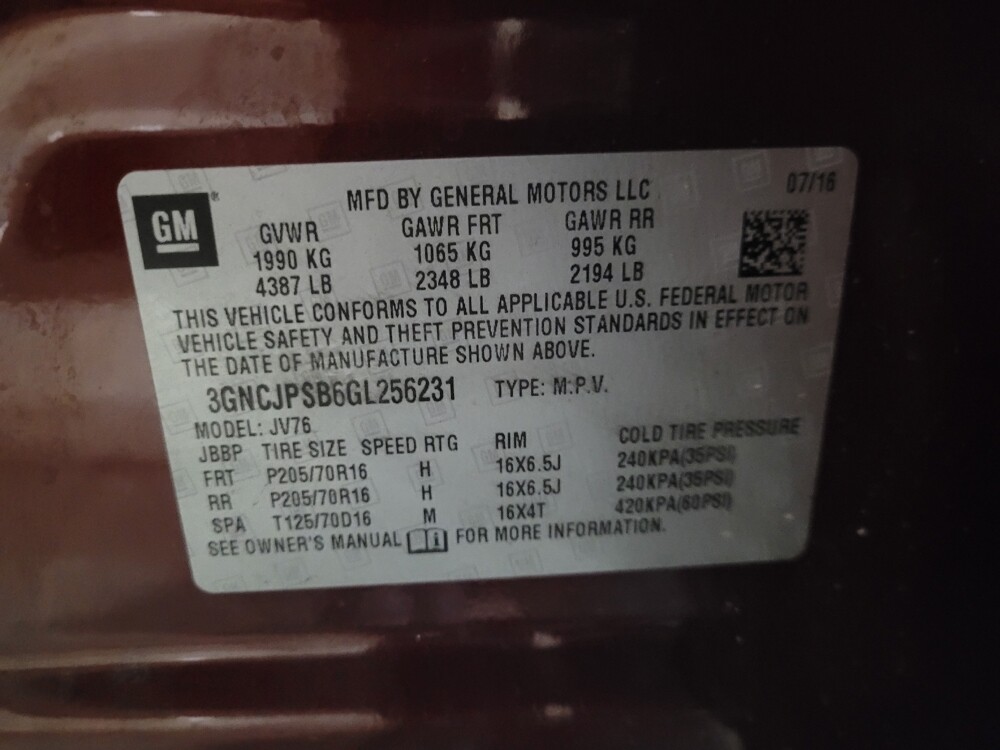 GM ®
MFD BY GENERAL MOTORS LLC 07/16
GVWR GAWR FRT GAWR RR
1990 KG 1065 KG 995 KG
4387 LB 2348 LB 2194 LB
THIS VEHICLE CONFORMS TO ALL APPLICABLE U.S. FEDERAL MOTOR
VEHICLE SAFETY AND THEFT PREVENTION STANDARDS IN EFFECT ON
THE DATE OF MANUFACTURE SHOWN ABOVE.
3GNCJPSB6GL256231 TYPE: M.P.V.
MODEL: JV76
JBBP TIRE SIZE SPEED RTG RIM COLD TIRE PRESSURE
FRT P205/70R16 H 16X6.5J 240KPA(35PSI)
RR P205/70R16 H 16X6.5J 240KPA(35PSI)
SPA T125/70D16 M 16X4T 420KPA(60PSI)
SEE OWNER'S MANUAL FOR MORE INFORMATION.